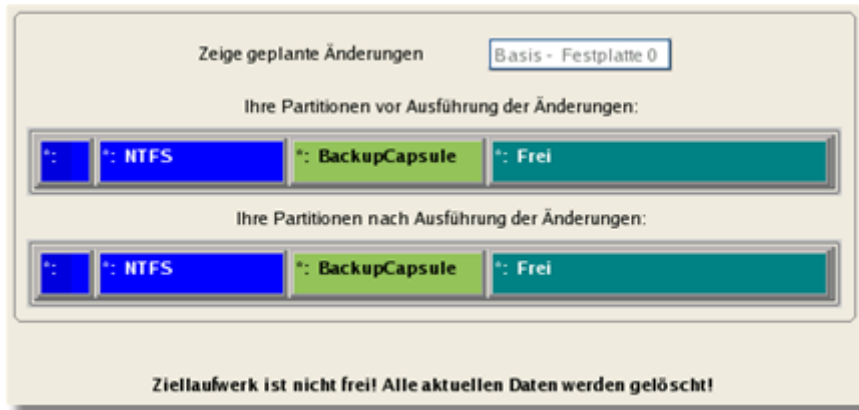 Zeige geplante Änderungen Basis - Festplatte 0
Ihre Partitionen vor Ausführung der Änderungen:
*: *: NTFS *: BackupCapsule *: Frei
Ihre Partitionen nach Ausführung der Änderungen:
*: *: NTFS *: BackupCapsule *: Frei
Ziellaufwerk ist nicht frei! Alle aktuellen Daten werden gelöscht!